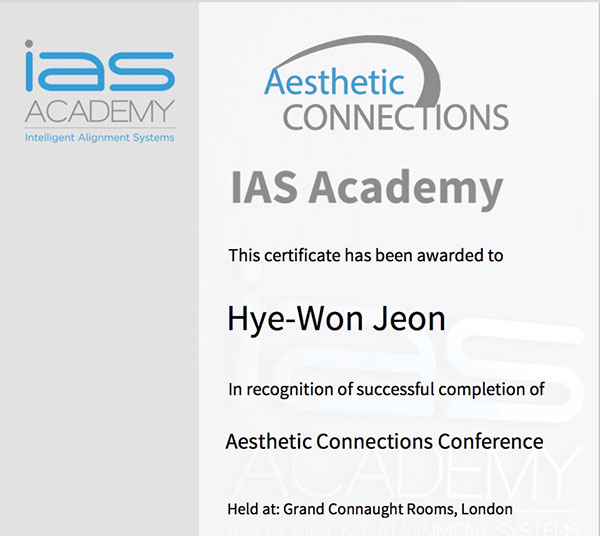 ias
ACADEMY
Intelligent Alignment Systems
Aesthetic
CONNECTIONS
IAS Academy
This certificate has been awarded to
Hye-Won Jeon
In recognition of successful completion of
Aesthetic Connections Conference
Held at: Grand Connaught Rooms, London
ias
ACADEMY
INTELLIGENT ALIGNMENT SYSTEMS